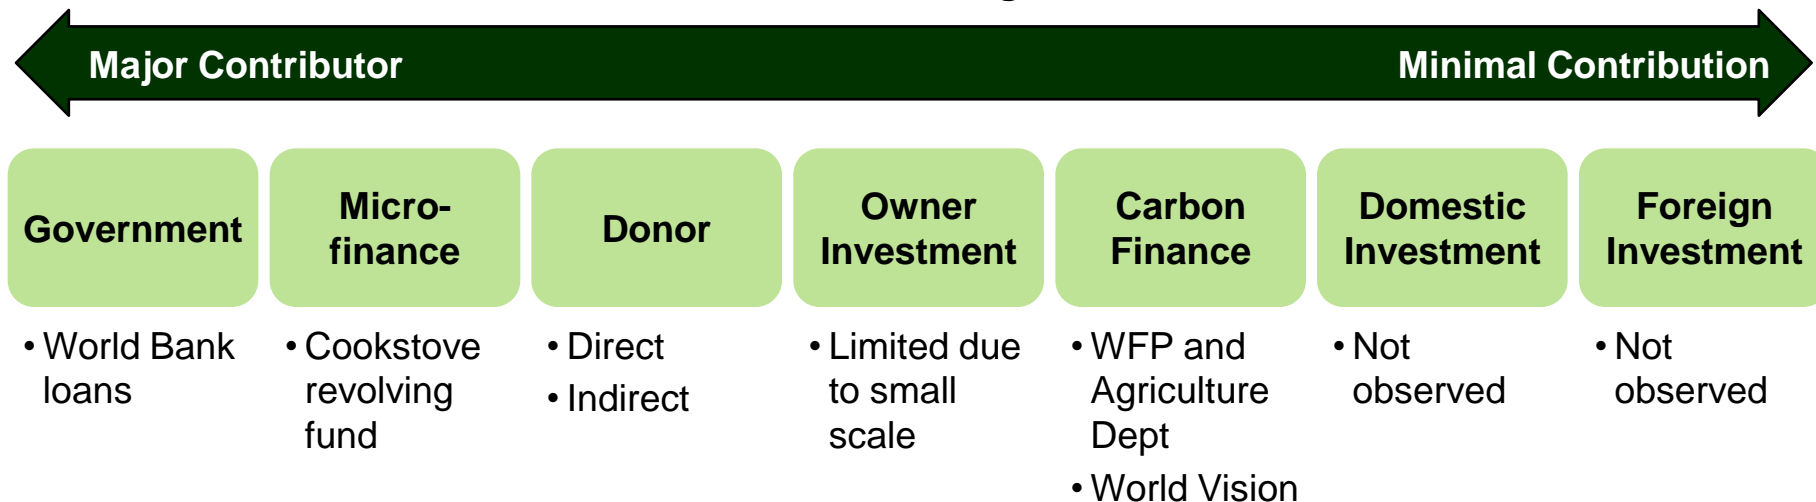 Major Contributor
Minimal Contribution
Government
Micro-
finance
Donor
Owner
Investment
Carbon
Finance
Domestic
Investment
Foreign
Investment
• World Bank
loans
• Cookstove
revolving
fund
• Direct
• Indirect
• Limited due
to small
scale
• WFP and
Agriculture
Dept
• World Vision
• Not
observed
• Not
observed